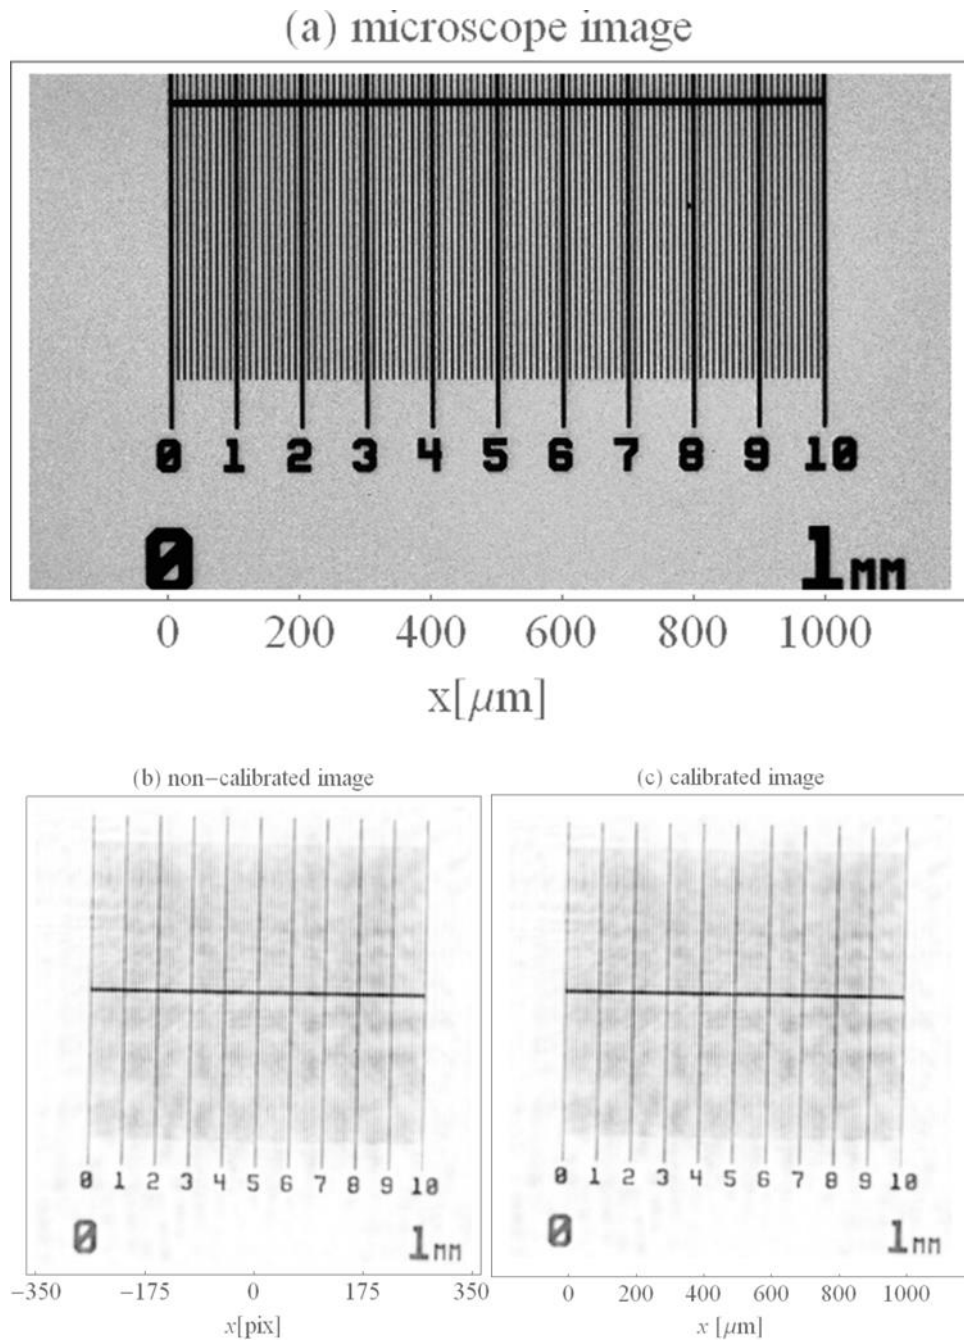 (a) microscope image
0 1 2 3 4 5 6 7 8 9 10
0 1MM
0 200 400 600 800 1000
x[μm]
(b) non−calibrated image
0 1 2 3 4 5 6 7 8 9 10
0 1MM
−350 −175 0 175 350
x[pix]
(c) calibrated image
0 1 2 3 4 5 6 7 8 9 10
0 1MM
0 200 400 600 800 1000
x [μm]